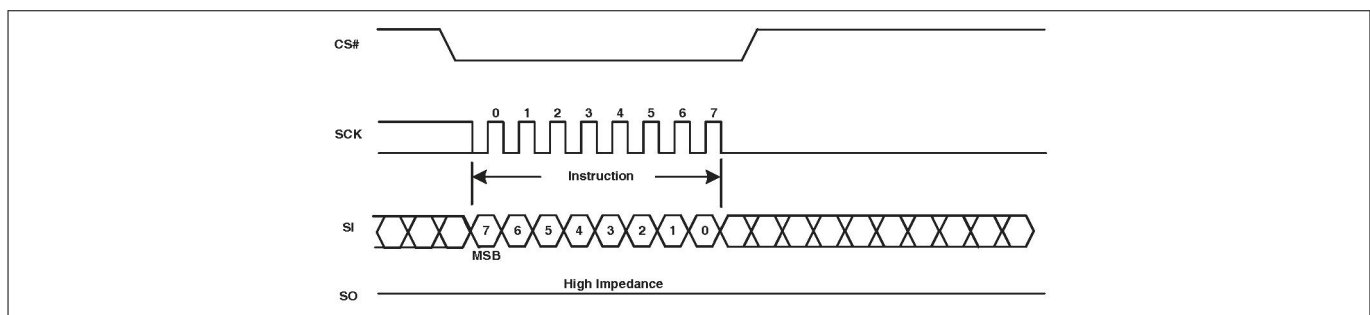 CS#
0 1 2 3 4 5 6 7
SCK
Instruction
SI
7 6 5 4 3 2 1 0
MSB
High Impedance
SO